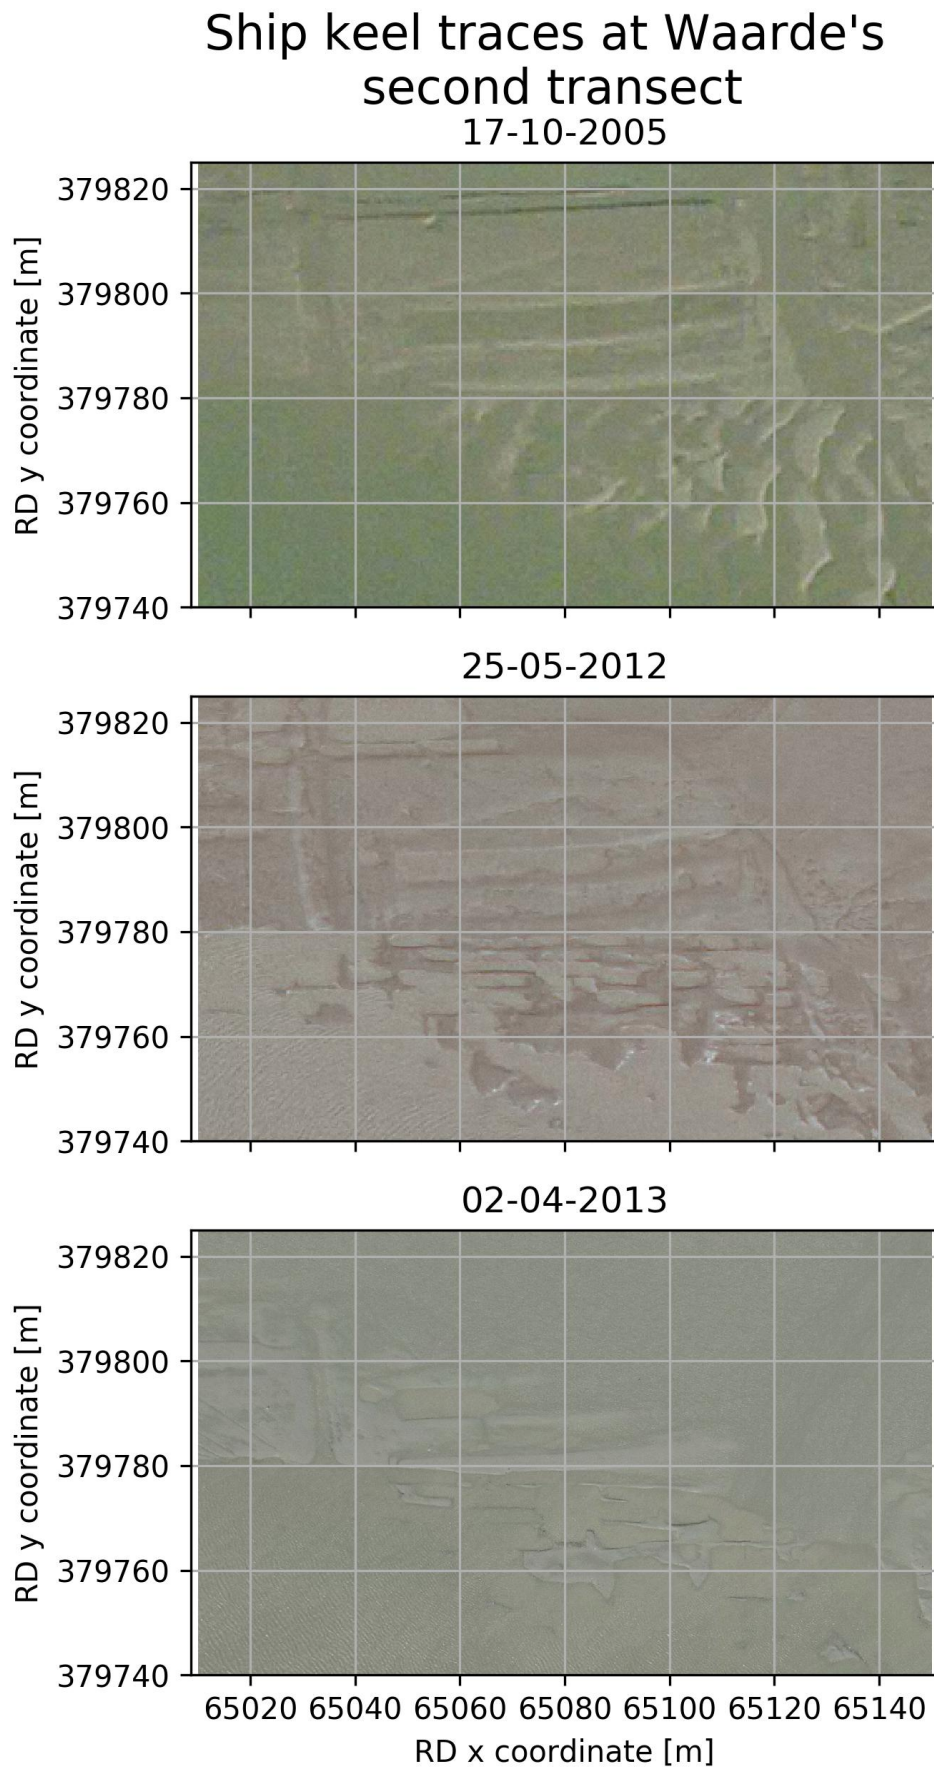 Ship keel traces at Waarde's
second transect
17-10-2005
379820
379800
379780
379760
379740
RD y coordinate [m]
25-05-2012
379820
379800
379780
379760
379740
RD y coordinate [m]
02-04-2013
379820
379800
379780
379760
379740
RD y coordinate [m]
65020 65040 65060 65080 65100 65120 65140
RD x coordinate [m]